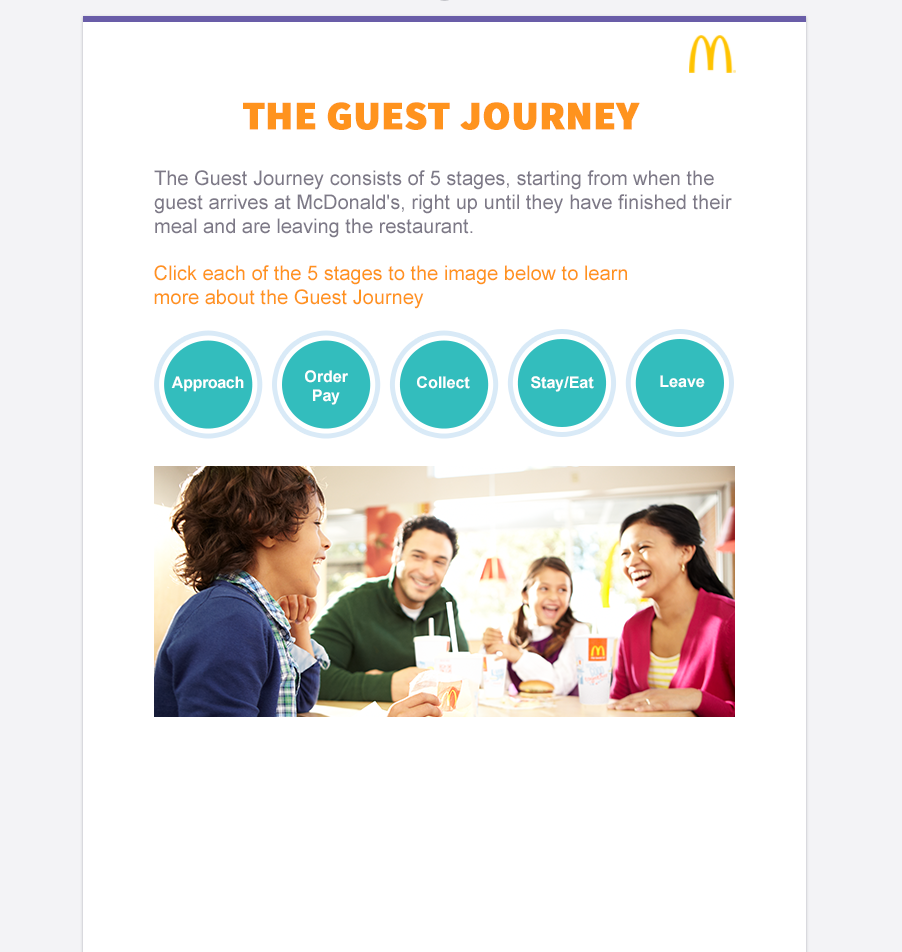 THE GUEST JOURNEY
The Guest Journey consists of 5 stages, starting from when the
guest arrives at McDonald's, right up until they have finished their
meal and are leaving the restaurant.
Click each of the 5 stages to the image below to learn
more about the Guest Journey
Approach
Order
Pay
Collect
Stay/Eat
Leave